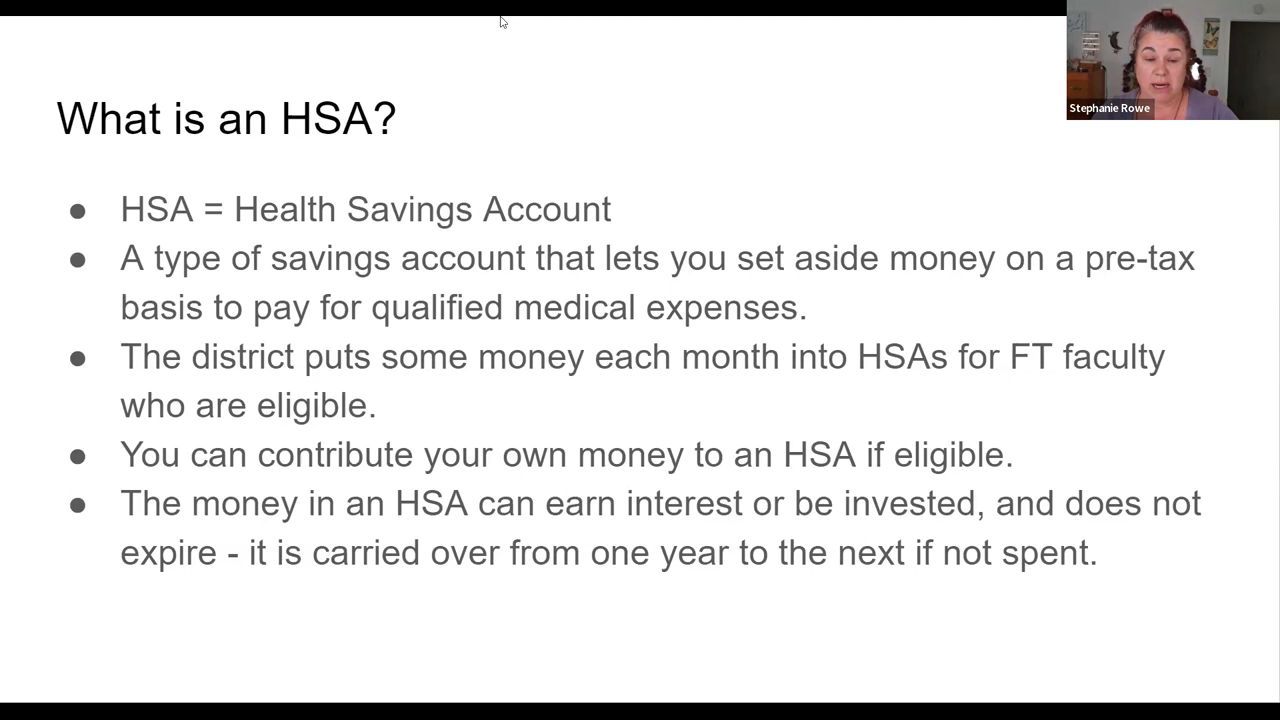 Stephanie Rowe
What is an HSA?
● HSA = Health Savings Account
● A type of savings account that lets you set aside money on a pre-tax
basis to pay for qualified medical expenses.
● The district puts some money each month into HSAs for FT faculty
who are eligible.
● You can contribute your own money to an HSA if eligible.
● The money in an HSA can earn interest or be invested, and does not
expire - it is carried over from one year to the next if not spent.